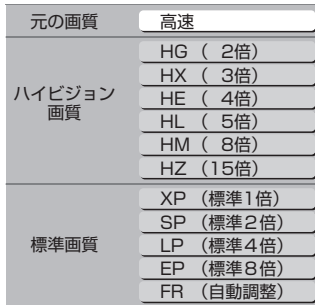 元の画質 高速
ハイビジョン
画質
HG ( 2倍)
HX ( 3倍)
HE ( 4倍)
HL ( 5倍)
HM ( 8倍)
HZ (15倍)
標準画質
XP (標準1倍)
SP (標準2倍)
LP (標準4倍)
EP (標準8倍)
FR (自動調整)